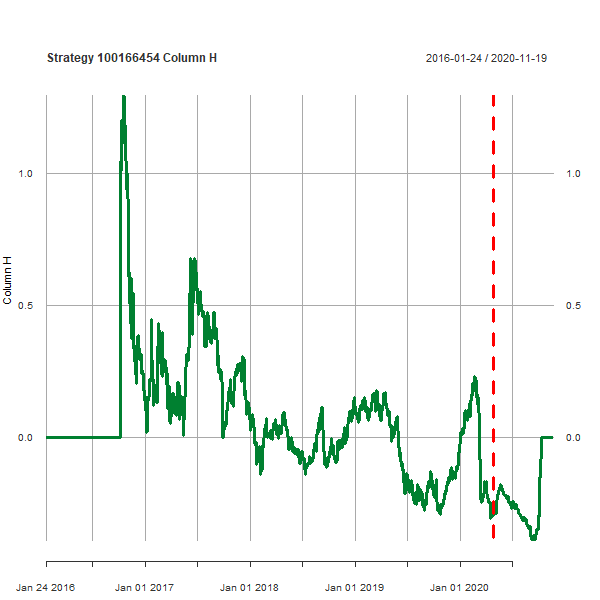 Strategy 100166454 Column H
2016-01-24 / 2020-11-19
Column H
1.0
1.0
0.5
0.5
0.0
0.0
Jan 24 2016
Jan 01 2017
Jan 01 2018
Jan 01 2019
Jan 01 2020